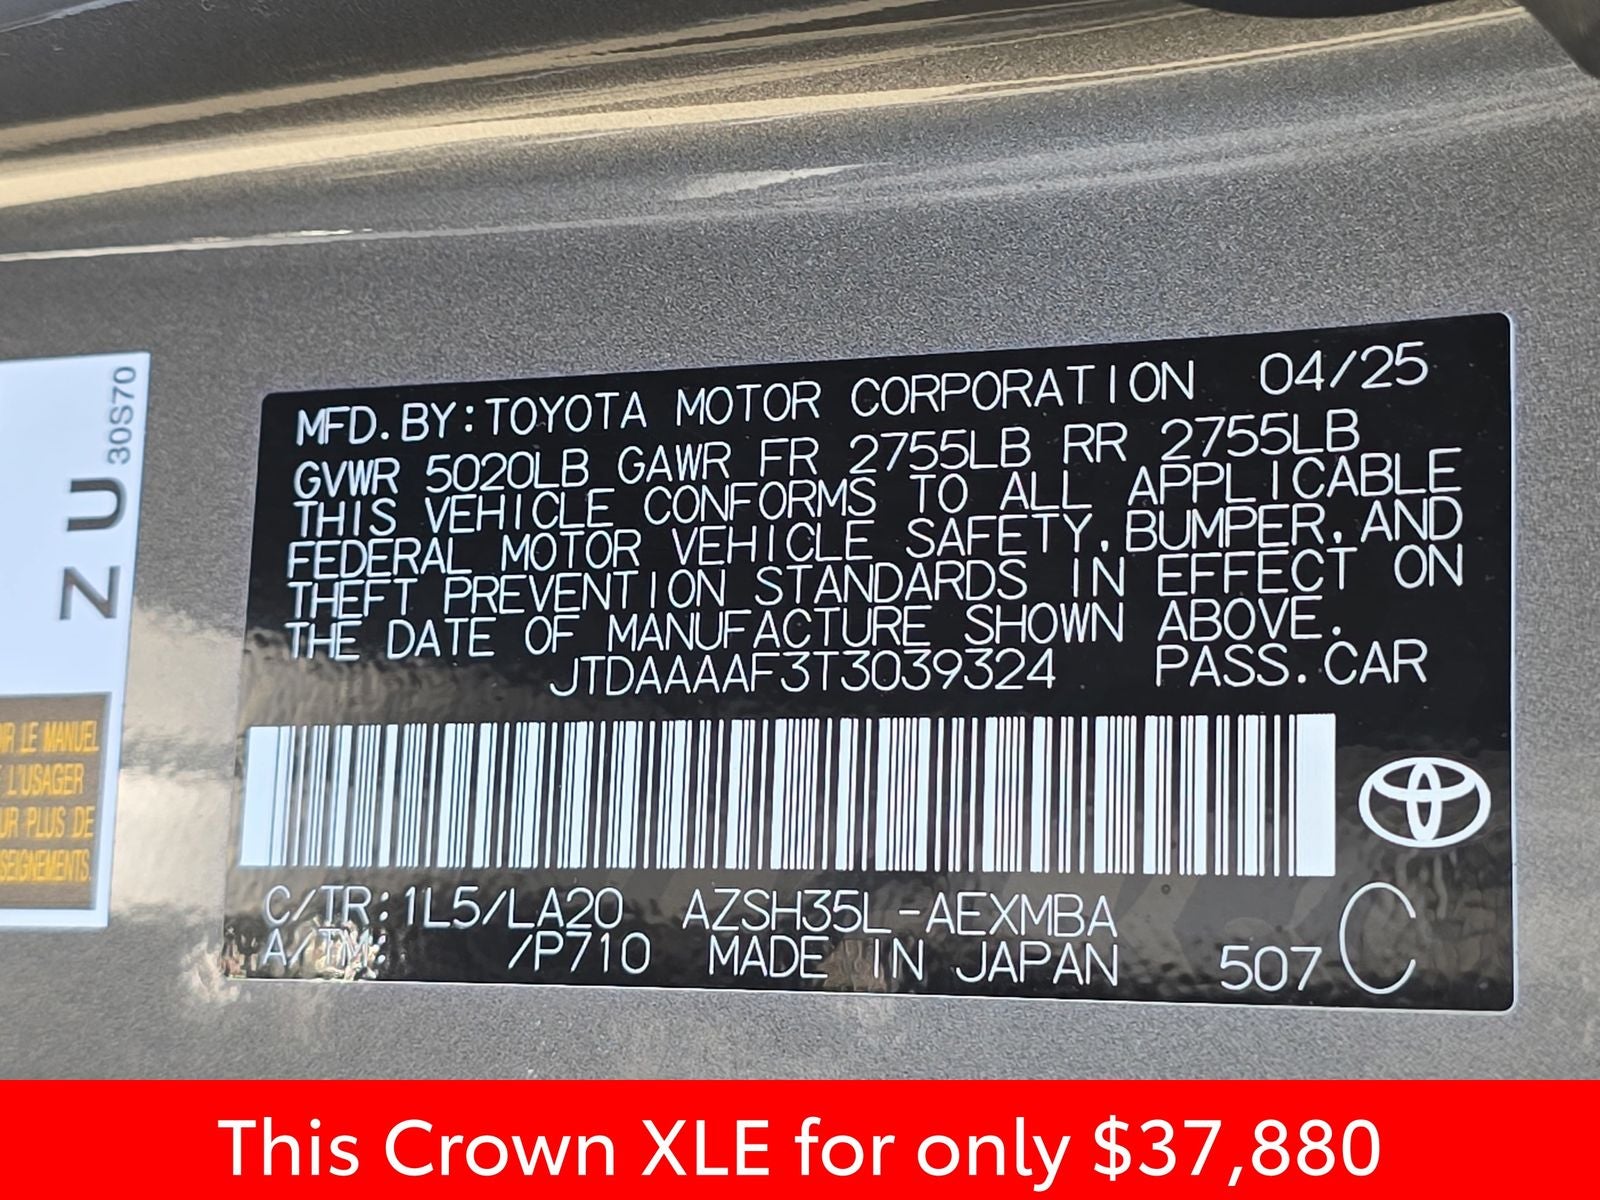 MFD. BY: TOYOTA MOTOR CORPORATION 04/25
GVWR 5020LB GAWR FR 2755LB RR 2755LB
THIS VEHICLE CONFORMS TO ALL APPLICABLE
FEDERAL MOTOR VEHICLE SAFETY, BUMPER, AND
THEFT PREVENTION STANDARDS IN EFFECT ON
THE DATE OF MANUFACTURE SHOWN ABOVE.
JTDAAAAF3T3039324 PASS. CAR
C/TR: 1L5/LA20 AZSH35L-AEXMBA
A/TM: /P710 MADE IN JAPAN 507 C
Z U 30S70
LE MANUEL
L'USAGER
PLUS DE
This Crown XLE for only $37,880